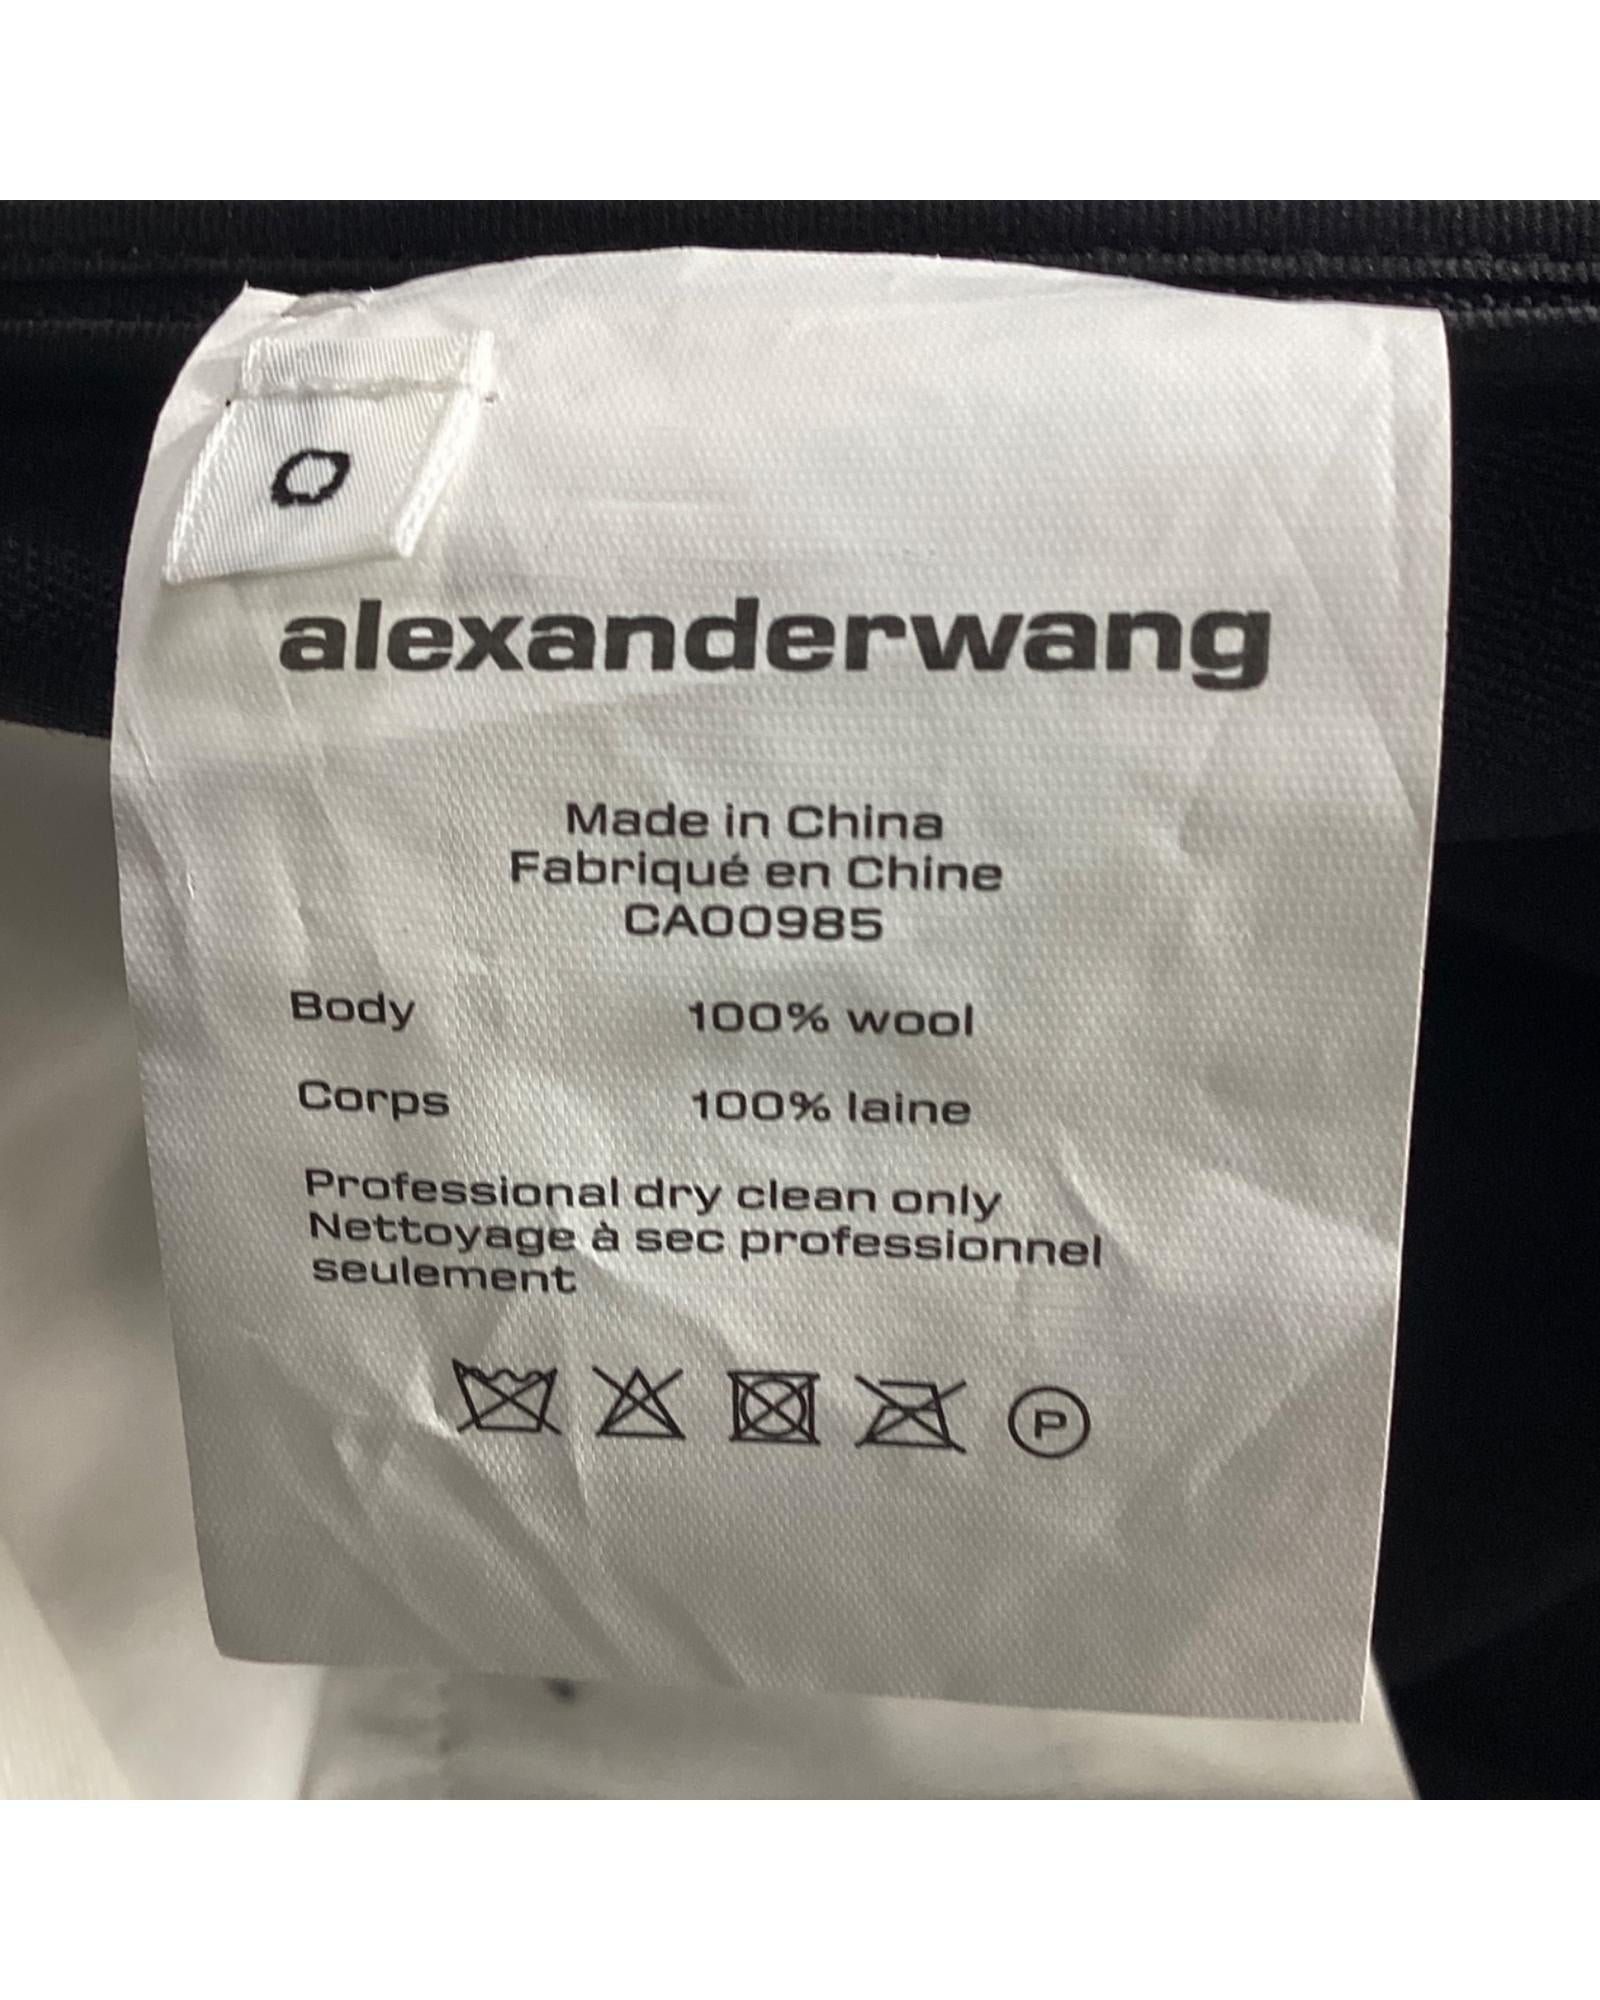 0
alexanderwang
Made in China
Fabriqué en Chine
CA00985
Body 100% wool
Corps 100% laine
Professional dry clean only
Nettoyage à sec professionnel
seulement
P